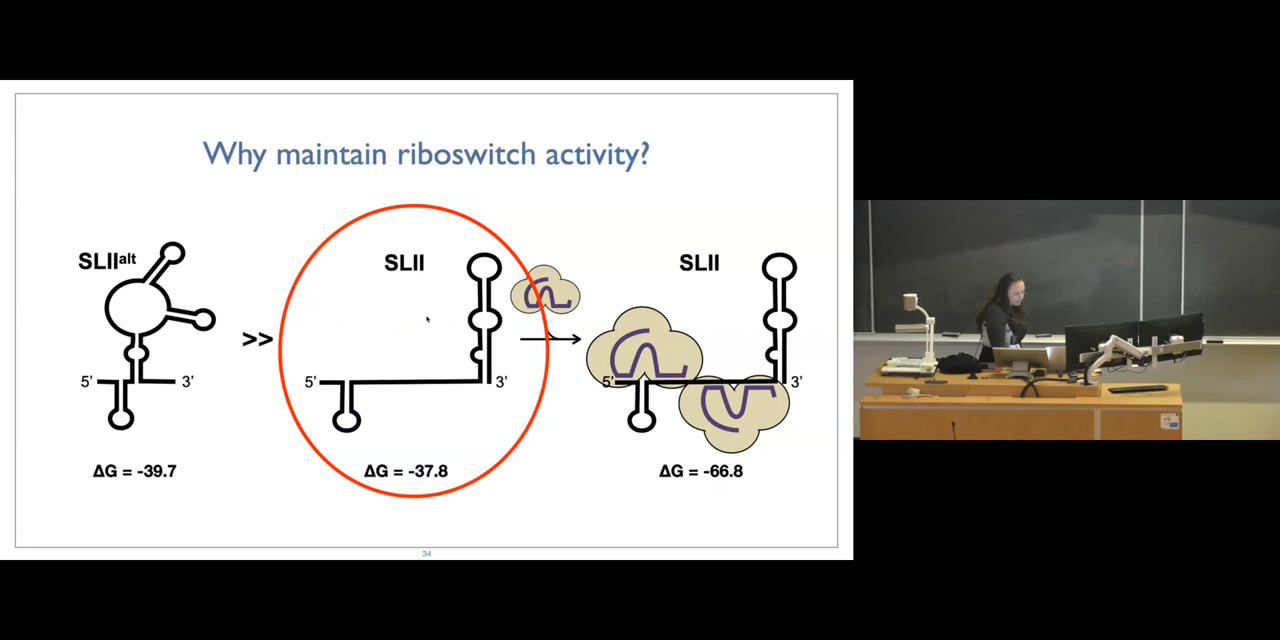 Why maintain riboswitch activity?
SLIIalt
SLII
SLII
>>
5’
3’
5’
3’
5’
3’
ΔG = -39.7
ΔG = -37.8
ΔG = -66.8
34